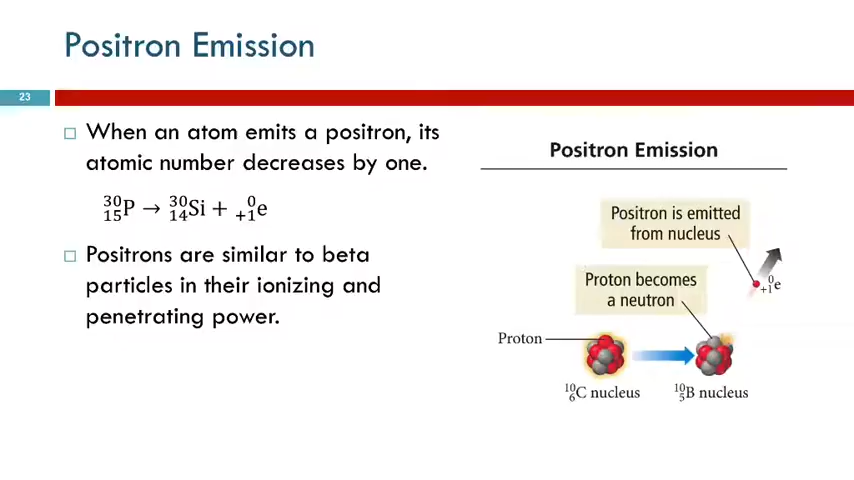 Positron Emission
23
When an atom emits a positron, its
atomic number decreases by one.
³⁰₁₅P → ³⁰₁₄Si + ⁰₊₁e
Positrons are similar to beta
particles in their ionizing and
penetrating power.
Positron Emission
Positron is emitted
from nucleus
⁰₊₁e
Proton becomes
a neutron
Proton
¹⁰₆C nucleus
¹⁰₅B nucleus